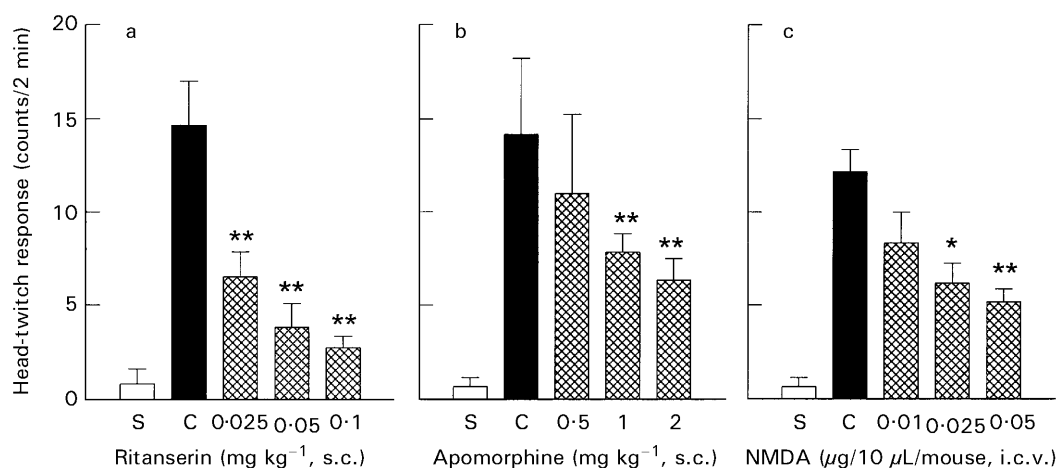 Head-twitch response (counts/2 min)
20
15
10
5
0
a
**
**
**
S C 0·025 0·05 0·1
Ritanserin (mg kg⁻¹, s.c.)
b
**
**
S C 0·5 1 2
Apomorphine (mg kg⁻¹, s.c.)
c
*
**
S C 0·01 0·025 0·05
NMDA (μg/10 μL/mouse, i.c.v.)